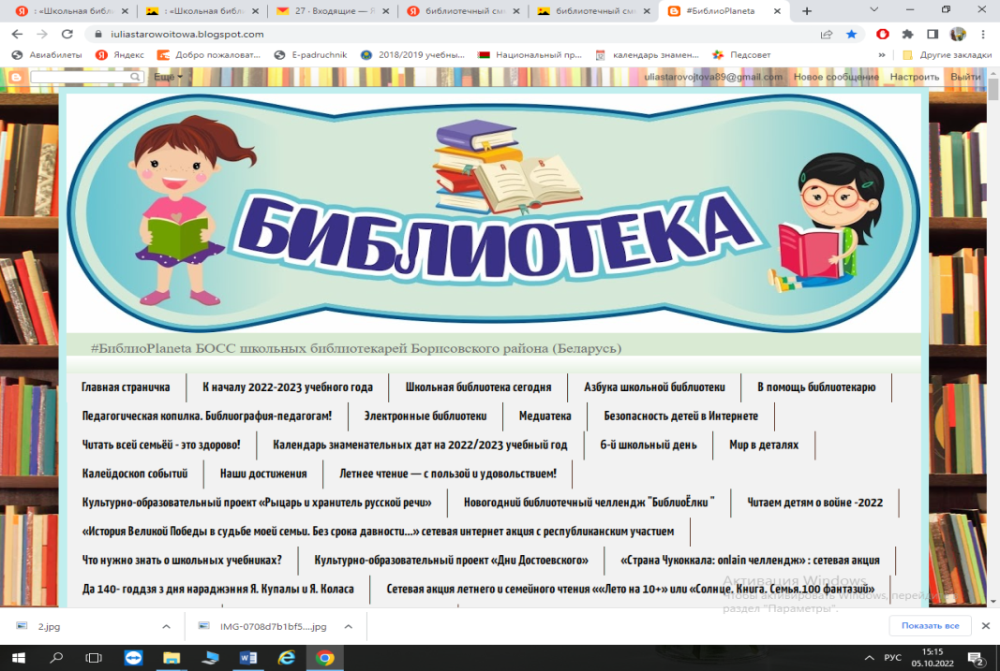 : «Школьная библ
: «Школьная библ
27 · Входящие — Я
библиотечный см
библиотечный см
#БиблиоPlaneta
iuliastarowoitowa.blogspot.com
Авиабилеты
Яндекс
Добро пожаловат...
E-padruchnik
2018/2019 учебны...
Национальный пр...
календарь знамен...
Педсовет
»
Другие закладки
Ещё
uliastarovojtova89@gmail.com
Новое сообщение
Настроить
Выйти
А В
БИБЛИОТЕКА
#БиблиоPlaneta БОСС школьных библиотекарей Борисовского района (Беларусь)
Главная страничка
К началу 2022-2023 учебного года
Школьная библиотека сегодня
Азбука школьной библиотеки
В помощь библиотекарю
Педагогическая копилка. Библиография-педагогам!
Электронные библиотеки
Медиатека
Безопасность детей в Интернете
Читать всей семьёй - это здорово!
Календарь знаменательных дат на 2022/2023 учебный год
6-й школьный день
Мир в деталях
Калейдоскоп событий
Наши достижения
Летнее чтение — с пользой и удовольствием!
Культурно-образовательный проект «Рыцарь и хранитель русской речи»
Новогодний библиотечный челлендж "БиблиоЁлки "
Читаем детям о войне -2022
«История Великой Победы в судьбе моей семьи. Без срока давности...» сетевая интернет акция с республиканским участием
Что нужно знать о школьных учебниках?
Культурно-образовательный проект «Дни Достоевского»
«Страна Чукоккала: onlain челлендж» : сетевая акция
Да 140- годдзя з дня нараджэння Я. Купалы и Я. Коласа
Сетевая акция летнего и семейного чтения ««Лето на 10+» или «Солнце. Книга. Семья.100 фантазий»
Активация Windows
Чтобы активировать Windows, перейдите
раздел "Параметры".
2.jpg
IMG-0708d7b1bf5....jpg
Показать все
РУС
15:15
05.10.2022
2